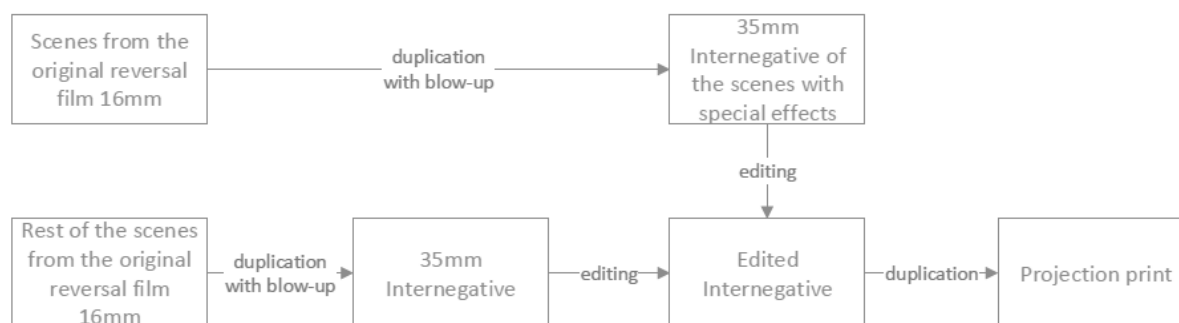 Scenes from the
original reversal
film 16mm
duplication
with blow-up
35mm
Internegative of
the scenes with
special effects
editing
Rest of the scenes
from the original
reversal film
16mm
duplication
with blow-up
35mm
Internegative
editing
Edited
Internegative
duplication
Projection print